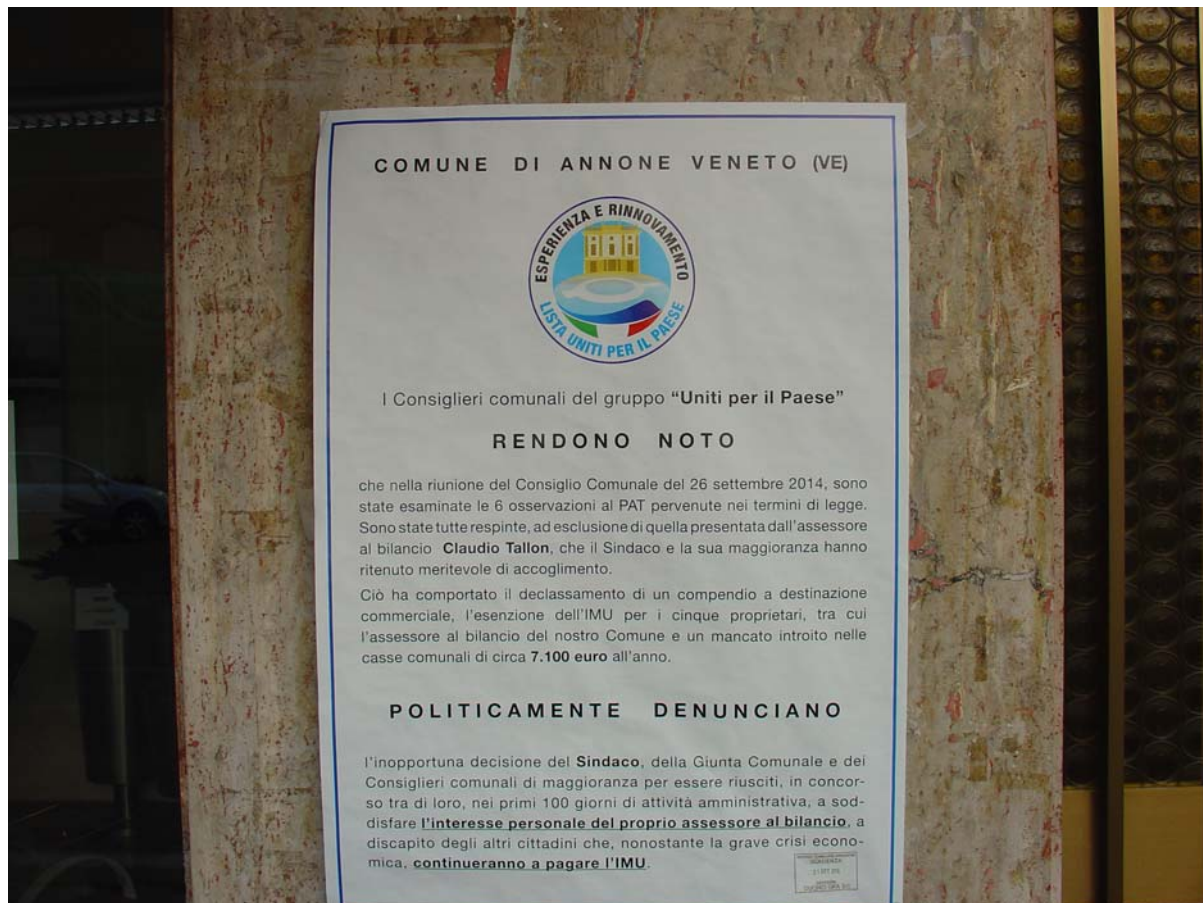 COMUNE DI ANNONE VENETO (VE)
ESPERIENZA E RINNOVAMENTO
LISTA UNITI PER IL PAESE
I Consiglieri comunali del gruppo "Uniti per il Paese"
RENDONO NOTO
che nella riunione del Consiglio Comunale del 26 settembre 2014, sono
state esaminate le 6 osservazioni al PAT pervenute nei termini di legge.
Sono state tutte respinte, ad esclusione di quella presentata dall'assessore
al bilancio Claudio Tallon, che il Sindaco e la sua maggioranza hanno
ritenuto meritevole di accoglimento.
Ciò ha comportato il declassamento di un compendio a destinazione
commerciale, l'esenzione dell'IMU per i cinque proprietari, tra cui
l'assessore al bilancio del nostro Comune e un mancato introito nelle
casse comunali di circa 7.100 euro all'anno.
POLITICAMENTE DENUNCIANO
l'inopportuna decisione del Sindaco, della Giunta Comunale e dei
Consiglieri comunali di maggioranza per essere riusciti, in concor-
so tra di loro, nei primi 100 giorni di attività amministrativa, a sod-
disfare l'interesse personale del proprio assessore al bilancio, a
discapito degli altri cittadini che, nonostante la grave crisi econo-
mica, continueranno a pagare l'IMU.